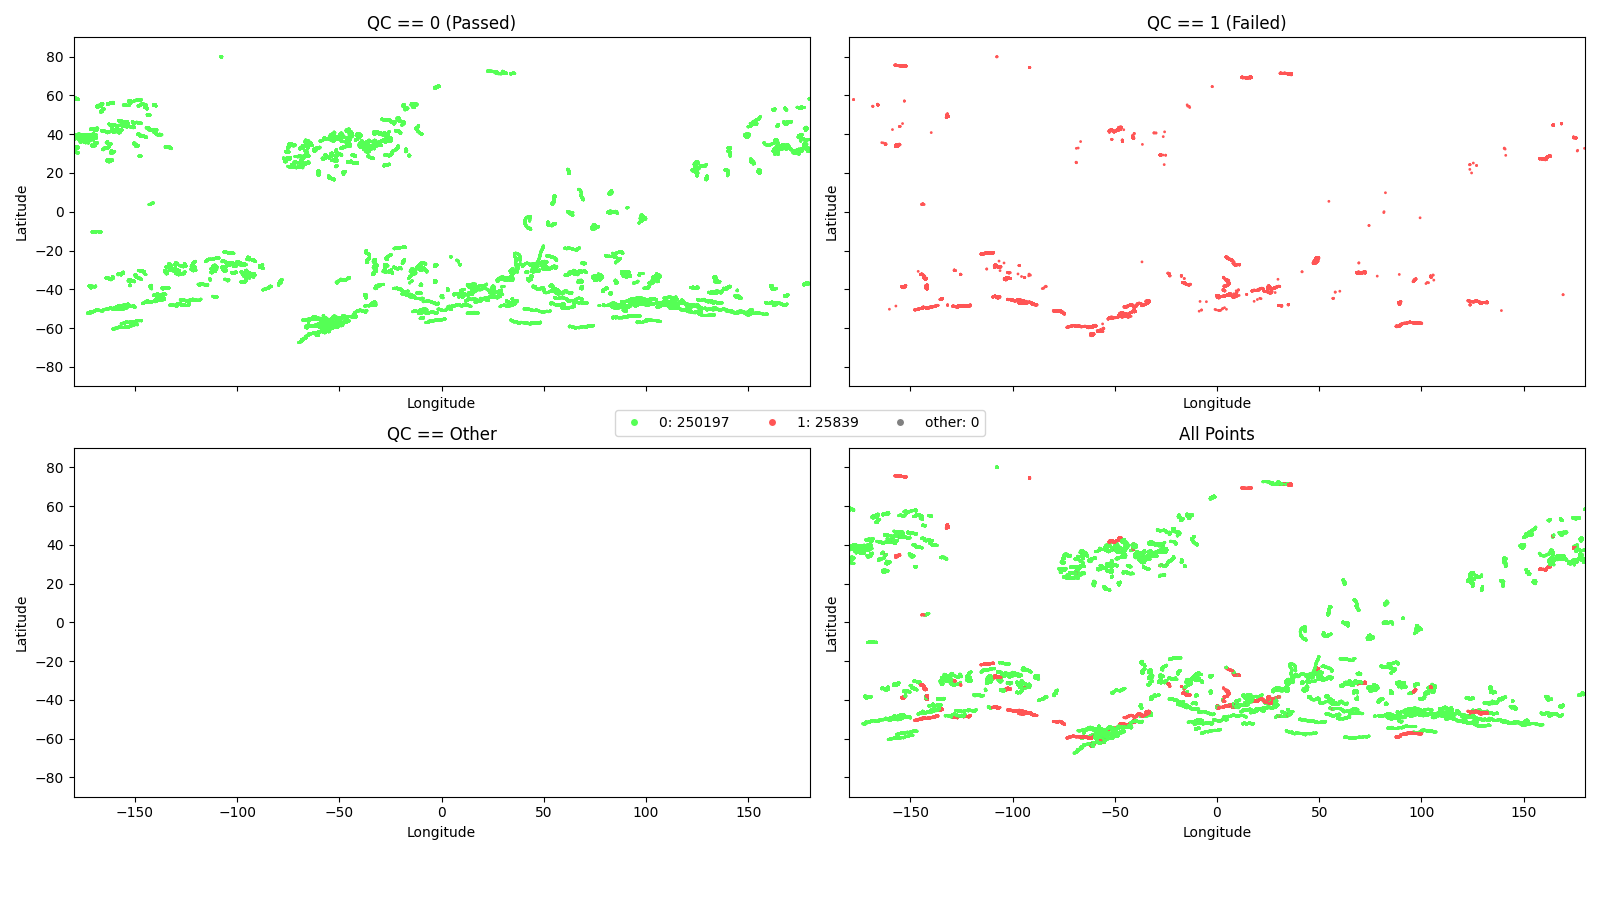 QC == 0 (Passed)
QC == 1 (Failed)
80
60
40
20
0
−20
−40
−60
−80
Latitude
Latitude
Longitude
Longitude
0: 250197 1: 25839 other: 0
QC == Other
All Points
80
60
40
20
0
−20
−40
−60
−80
Latitude
Latitude
−150 −100 −50 0 50 100 150
−150 −100 −50 0 50 100 150
Longitude
Longitude